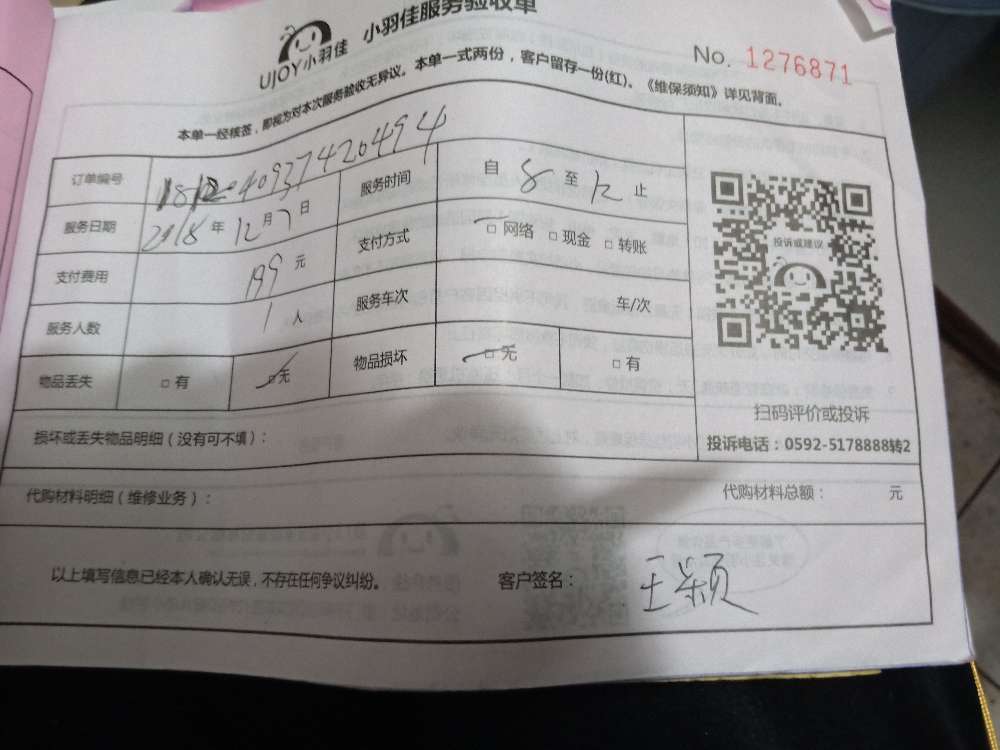 UJOY小羽佳 小羽佳服务验收单
No. 1276871
本单一经核签，即视为对本次服务验收无异议。本单一式两份，客户留存一份(红)。《维保须知》详见背面。
订单编号 服务时间 自 8 至 12 止
服务日期 2018 年 12 月 7 日 支付方式 □ 网络 □ 现金 □ 转账
支付费用 199 元 服务车次 车/次
服务人数 1 人
物品丢失 □ 有 □ 无 物品损坏 □ 无 □ 有
投诉或建议
扫码评价或投诉
投诉电话：0592-5178888转2
损坏或丢失物品明细（没有可不填）：
代购材料明细（维修业务）： 代购材料总额： 元
以上填写信息已经本人确认无误，不存在任何争议纠纷。 客户签名： 王颖